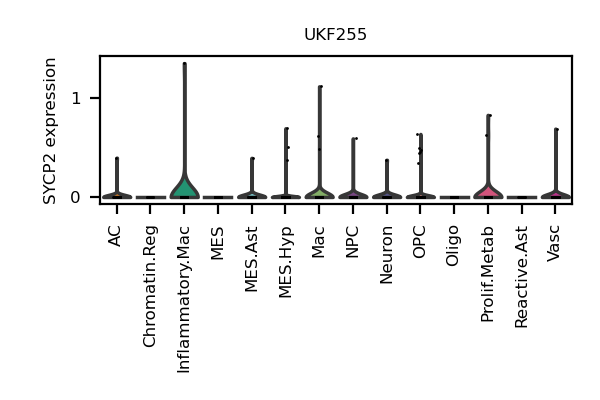 UKF255
SYCP2 expression
1
0
AC
Chromatin.Reg
Inflammatory.Mac
MES
MES.Ast
MES.Hyp
Mac
NPC
Neuron
OPC
Oligo
Prolif.Metab
Reactive.Ast
Vasc